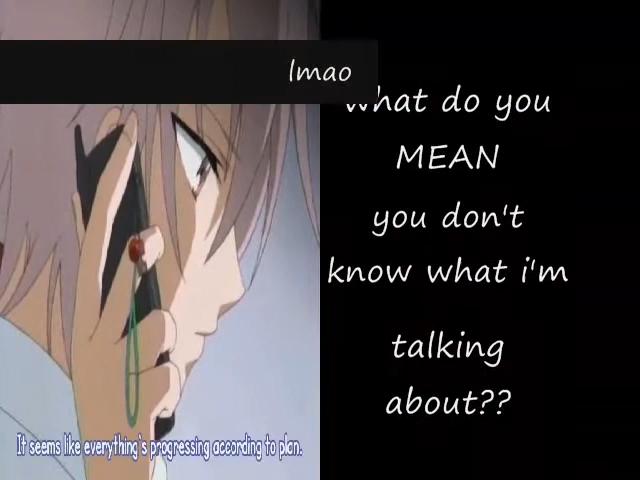 lmao
what do you
MEAN
you don't
know what i'm
talking
about??
It seems like everything's progressing according to plan.